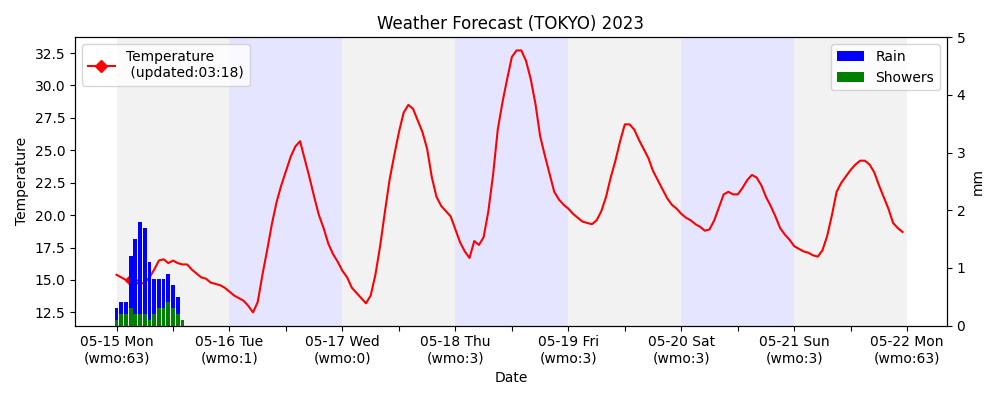 Weather Forecast (TOKYO) 2023
Temperature
(updated:03:18)
Rain
Showers
Temperature
32.5
30.0
27.5
25.0
22.5
20.0
17.5
15.0
12.5
5
4
3
2
1
0
mm
05-15 Mon
(wmo:63)
05-16 Tue
(wmo:1)
05-17 Wed
(wmo:0)
05-18 Thu
(wmo:3)
05-19 Fri
(wmo:3)
05-20 Sat
(wmo:3)
05-21 Sun
(wmo:3)
05-22 Mon
(wmo:63)
Date